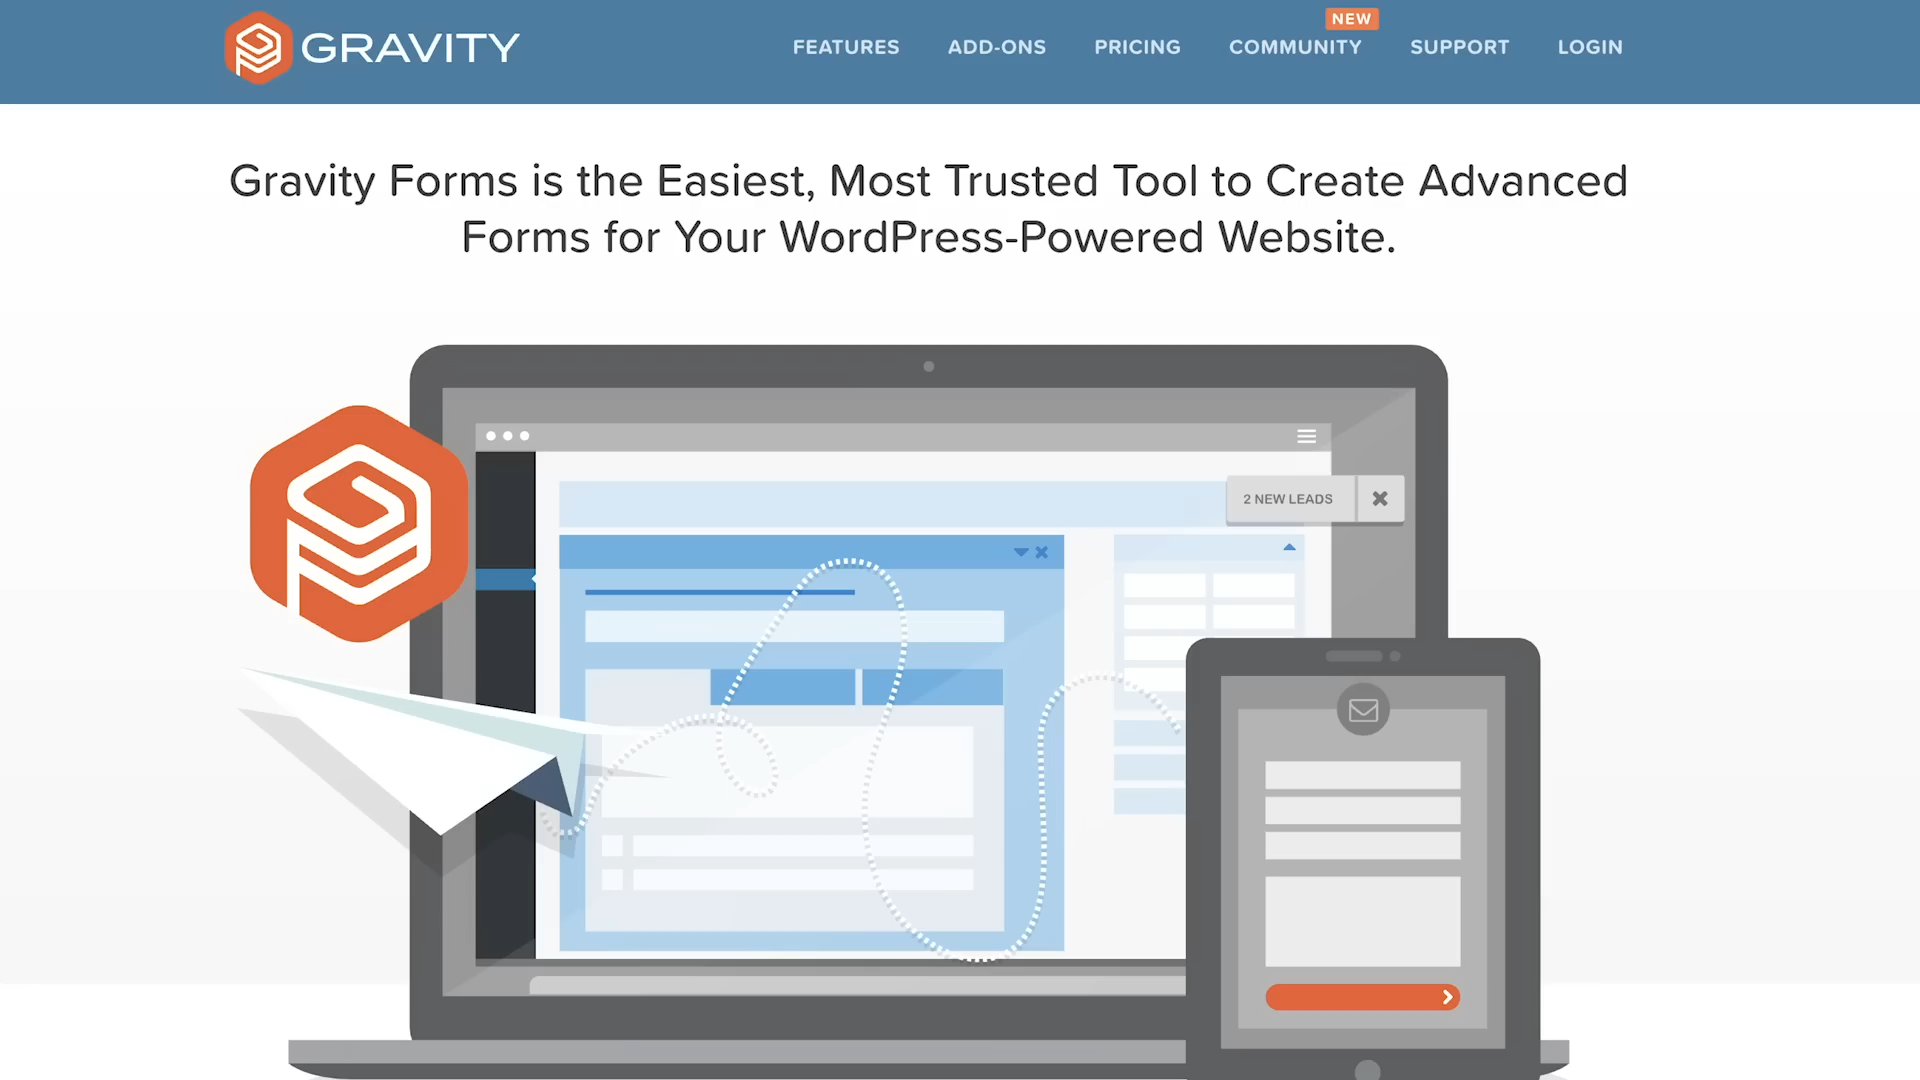 GRAVITY
FEATURES
ADD-ONS
PRICING
COMMUNITY
NEW
SUPPORT
LOGIN
Gravity Forms is the Easiest, Most Trusted Tool to Create Advanced
Forms for Your WordPress-Powered Website.
2 NEW LEADS